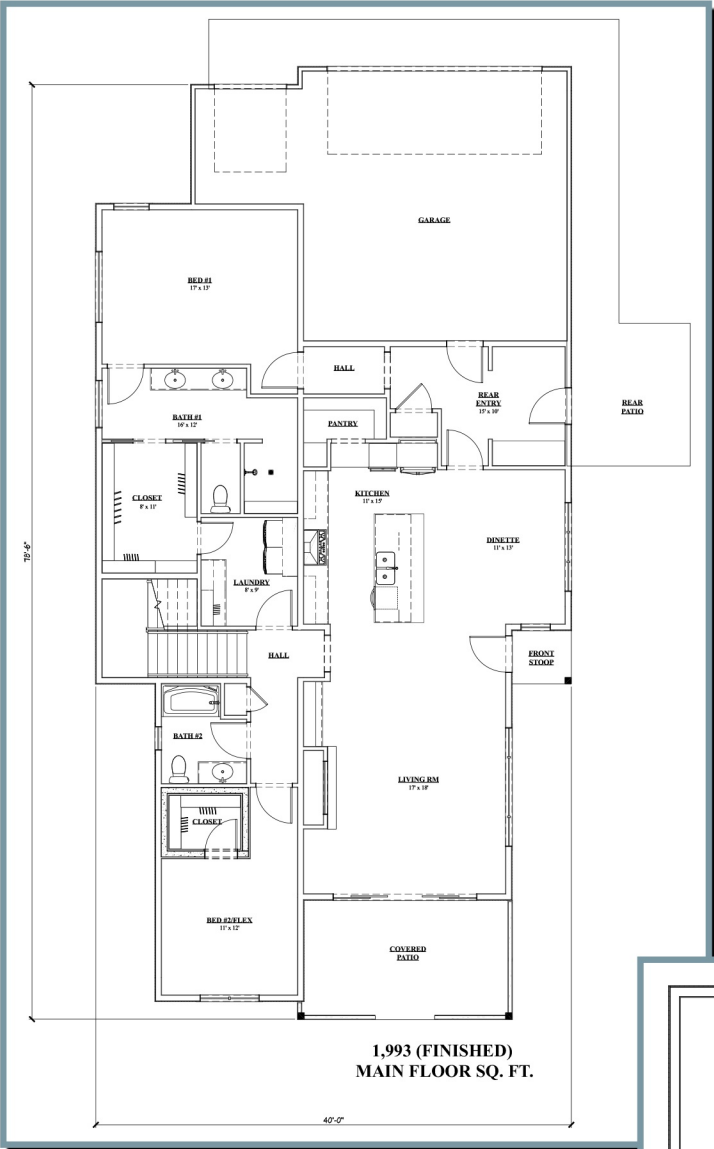 GARAGE
BED #1
17' x 13'
HALL
REAR
ENTRY
15' x 10'
REAR
PATIO
BATH #1
16' x 12'
PANTRY
CLOSET
8' x 11'
KITCHEN
11' x 15'
DINETTE
11' x 13'
78'-6"
LAUNDRY
8' x 9'
HALL
FRONT
STOOP
BATH #2
LIVING RM
17' x 18'
CLOSET
BED #2/FLEX
11' x 12'
COVERED
PATIO
1,993 (FINISHED)
MAIN FLOOR SQ. FT.
40'-0"